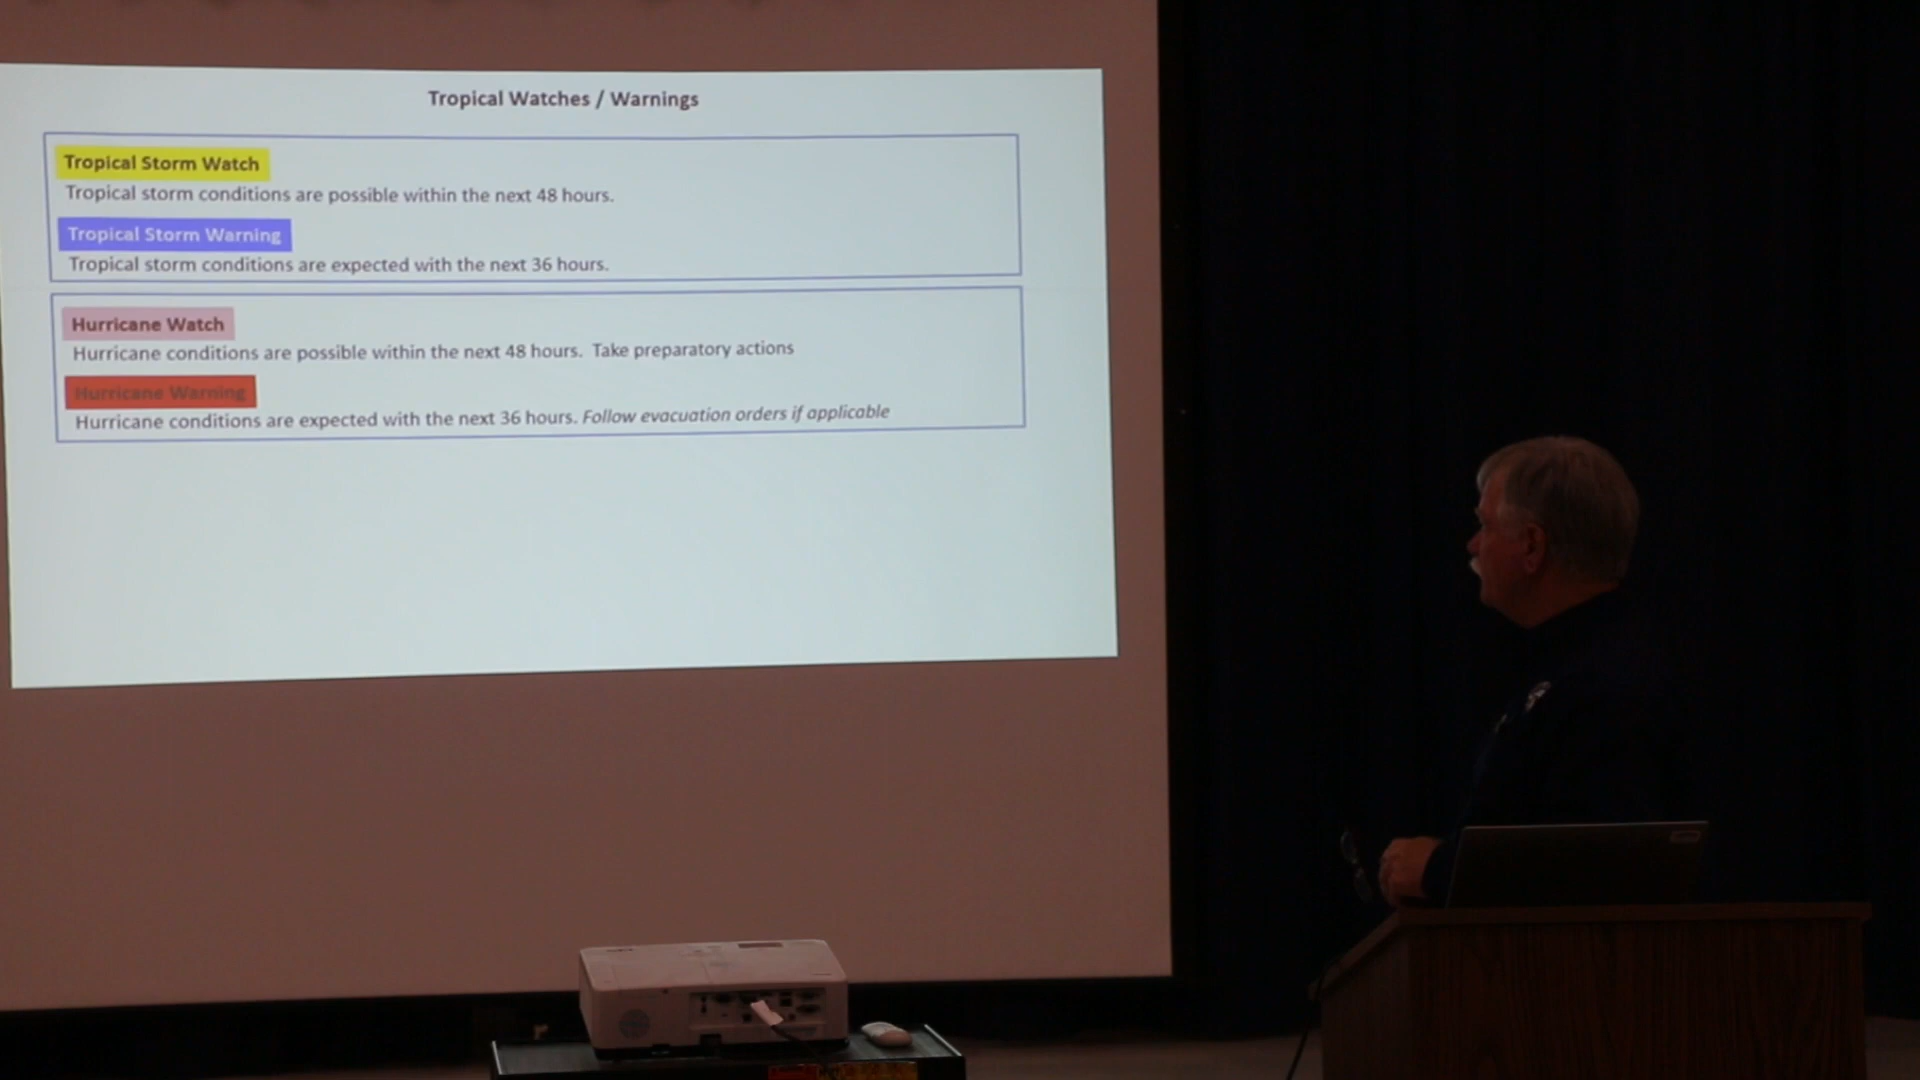 Tropical Watches / Warnings
Tropical Storm Watch
Tropical storm conditions are possible within the next 48 hours.
Tropical Storm Warning
Tropical storm conditions are expected with the next 36 hours.
Hurricane Watch
Hurricane conditions are possible within the next 48 hours.  Take preparatory actions
Hurricane Warning
Hurricane conditions are expected with the next 36 hours. Follow evacuation orders if applicable